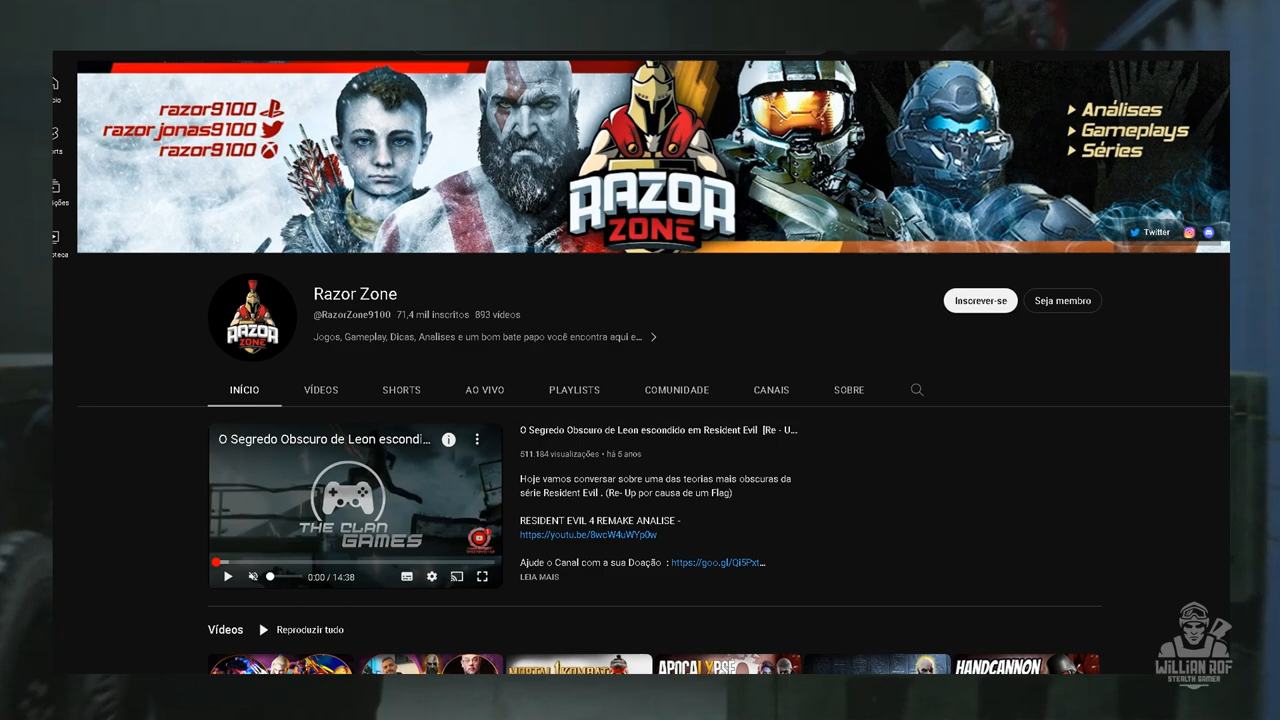 razor9100
razorjonas9100
razor9100
RAZOR
ZONE
Análises
Gameplays
Séries
Twitter
RAZOR
ZONE
Razor Zone
@RazorZone9100 71,4 mil inscritos 893 vídeos
Jogos, Gameplay, Dicas, Analises e um bom bate papo você encontra aqui e...
Inscrever-se
Seja membro
INÍCIO VÍDEOS SHORTS AO VIVO PLAYLISTS COMUNIDADE CANAIS SOBRE
O Segredo Obscuro de Leon escondi...
THE CLAN
GAMES
0:00 / 14:38
O Segredo Obscuro de Leon escondido em Resident Evil [Re - U...
511.184 visualizações • há 5 anos
Hoje vamos conversar sobre uma das teorias mais obscuras da
série Resident Evil . (Re- Up por causa de um Flag)
RESIDENT EVIL 4 REMAKE ANALISE -
https://youtu.be/8wcW4uWYp0w
Ajude o Canal com a sua Doação : https://goo.gl/Qi5Pxt...
LEIA MAIS
Vídeos Reproduzir tudo
MORTAL KOMBAT 1
APOCALYPSE
HANDCANNON
WILLIAN ROF
STEALTH GAMER